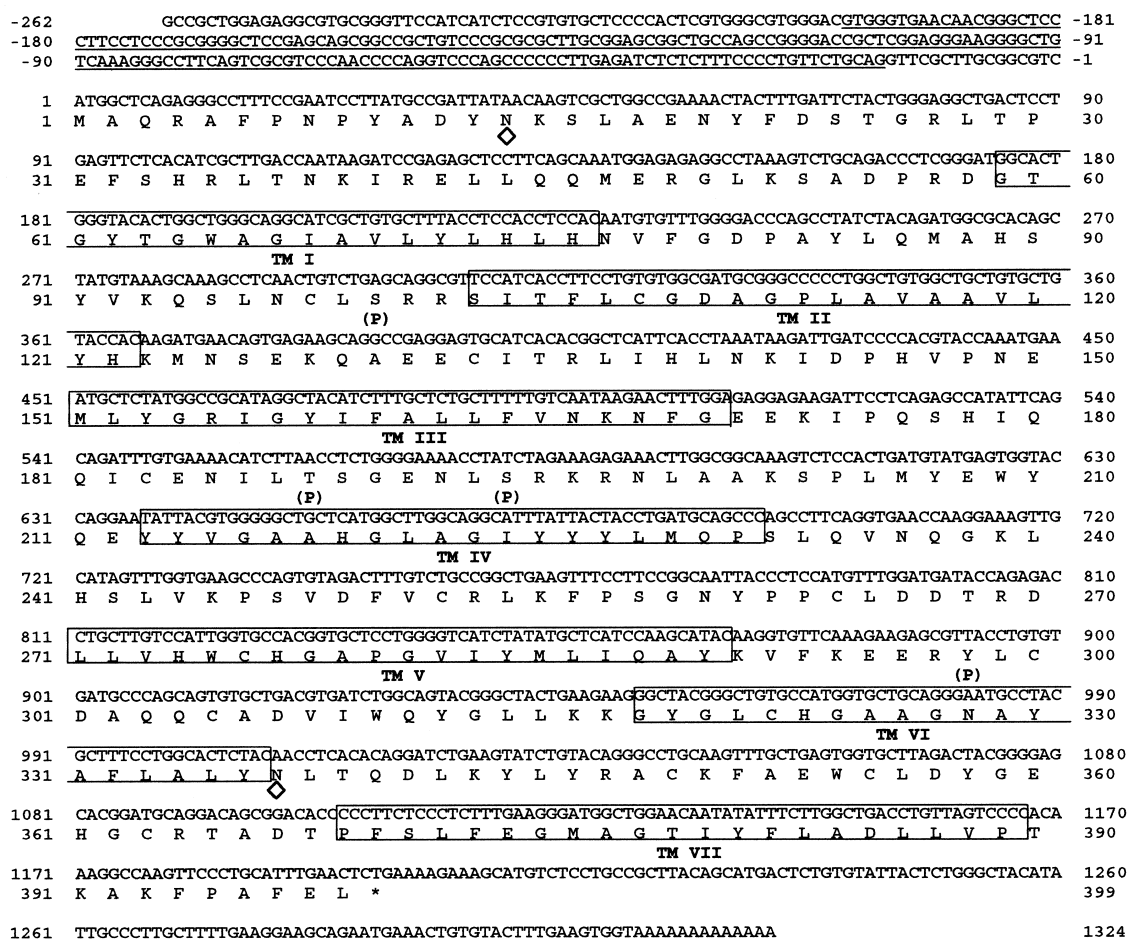 -262 GCCGCTGGAGAGGCGTGCGGGTTCCATCATCTCCGTGTGCTCCCCACTCGTGGGCGTGGGACGTGGGTGAACAACGGGCTCC -181
-180 CTTCCTCCCGCGGGGCTCCGAGCAGCGGCCGCTGTCCCGCGCGCTTGCGGAGCGGCTGCCAGCCGGGGACCGCTCGGAGGGAAGGGGCTG -91
-90 TCAAAGGGCCTTCAGTCGCGTCCCAACCCCAGGTCCCAGCCCCCCTTGAGATCTCTCTTTCCCCTGTTCTGCAGGTTCGCTTGCGGCGTC -1
1 ATGGCTCAGAGGGCCTTTCCGAATCCTTATGCCGATTATAACAAGTCGCTGGCCGAAAACTACTTTGATTCTACTGGGAGGCTGACTCCT 90
1 M A Q R A F P N P Y A D Y N K S L A E N Y F D S T G R L T P 30
91 GAGTTCTCACATCGCTTGACCAATAAGATCCGAGAGCTCCTTCAGCAAATGGAGAGAGGCCTAAAGTCTGCAGACCCTCGGGATGGCACT 180
31 E F S H R L T N K I R E L L Q Q M E R G L K S A D P R D G T 60
181 GGGTACACTGGCTGGGCAGGCATCGCTGTGCTTTACCTCCACCTCCACAATGTGTTTGGGGACCCAGCCTATCTACAGATGGCGCACAGC 270
61 G Y T G W A G I A V L Y L H L H N V F G D P A Y L Q M A H S 90
TM I
271 TATGTAAAGCAAAGCCTCAACTGTCTGAGCAGGCGTTCCATCACCTTCCTGTGTGGCGATGCGGGCCCCCTGGCTGTGGCTGCTGTGCTG 360
91 Y V K Q S L N C L S R R S I T F L C G D A G P L A V A A V L 120
(P) TM II
361 TACCACAAGATGAACAGTGAGAAGCAGGCCGAGGAGTGCATCACACGGCTCATTCACCTAAATAAGATTGATCCCCACGTACCAAATGAA 450
121 Y H K M N S E K Q A E E C I T R L I H L N K I D P H V P N E 150
451 ATGCTCTATGGCCGCATAGGCTACATCTTTGCTCTGCTTTTTGTCAATAAGAACTTTGGAGAGGAGAAGATTCCTCAGAGCCATATTCAG 540
151 M L Y G R I G Y I F A L L F V N K N F G E E K I P Q S H I Q 180
TM III
541 CAGATTTGTGAAAACATCTTAACCTCTGGGGAAAACCTATCTAGAAAGAGAAACTTGGCGGCAAAGTCTCCACTGATGTATGAGTGGTAC 630
181 Q I C E N I L T S G E N L S R K R N L A A K S P L M Y E W Y 210
(P) (P)
631 CAGGAATATTACGTGGGGGCTGCTCATGGCTTGGCAGGCATTTATTACTACCTGATGCAGCCCAGCCTTCAGGTGAACCAAGGAAAGTTG 720
211 Q E Y Y V G A A H G L A G I Y Y Y L M Q P S L Q V N Q G K L 240
TM IV
721 CATAGTTTGGTGAAGCCCAGTGTAGACTTTGTCTGCCGGCTGAAGTTTCCTTCCGGCAATTACCCTCCATGTTTGGATGATACCAGAGAC 810
241 H S L V K P S V D F V C R L K F P S G N Y P P C L D D T R D 270
811 CTGCTTGTCCATTGGTGCCACGGTGCTCCTGGGGTCATCTATATGCTCATCCAAGCATACAAGGTGTTCAAAGAAGAGCGTTACCTGTGT 900
271 L L V H W C H G A P G V I Y M L I Q A Y K V F K E E R Y L C 300
TM V (P)
901 GATGCCCAGCAGTGTGCTGACGTGATCTGGCAGTACGGGCTACTGAAGAAGGGCTACGGGCTGTGCCATGGTGCTGCAGGGAATGCCTAC 990
301 D A Q Q C A D V I W Q Y G L L K K G Y G L C H G A A G N A Y 330
TM VI
991 GCTTTCCTGGCACTCTACAACCTCACACAGGATCTGAAGTATCTGTACAGGGCCTGCAAGTTTGCTGAGTGGTGCTTAGACTACGGGGAG 1080
331 A F L A L Y N L T Q D L K Y L Y R A C K F A E W C L D Y G E 360
1081 CACGGATGCAGGACAGCGGACACCCCCTTCTCCCTCTTTGAAGGGATGGCTGGAACAATATATTTCTTGGCTGACCTGTTAGTCCCCACA 1170
361 H G C R T A D T P F S L F E G M A G T I Y F L A D L L V P T 390
TM VII
1171 AAGGCCAAGTTCCCTGCATTTGAACTCTGAAAAGAAAGCATGTCTCCTGCCGCTTACAGCATGACTCTGTGTATTACTCTGGGCTACATA 1260
391 K A K F P A F E L * 399
1261 TTGCCCTTGCTTTTGAAGGAAGCAGAATGAAACTGTGTACTTTGAAGTGGTAAAAAAAAAAAAA 1324